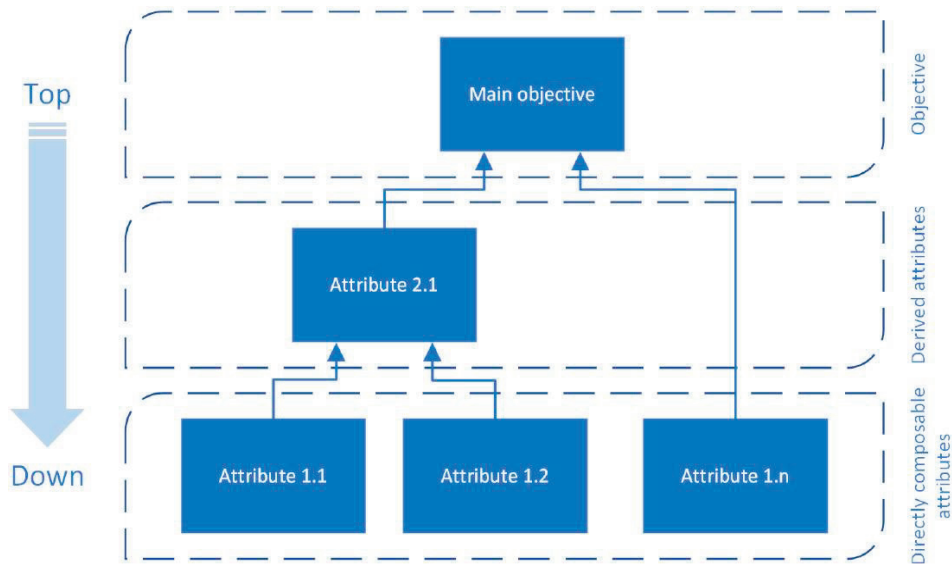 Top
Down
Main objective
Attribute 2.1
Attribute 1.1
Attribute 1.2
Attribute 1.n
Objective
Derived attributes
Directly composable
attributes